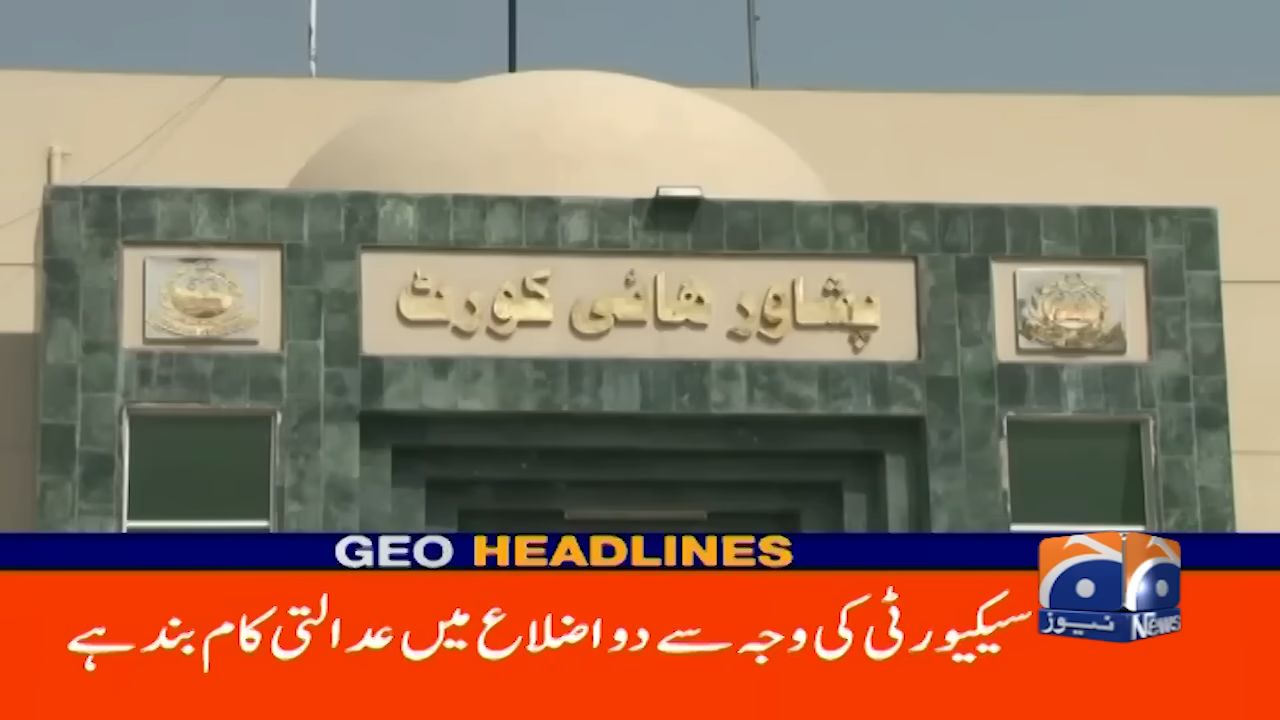 پشاور ھائی کورٹ
GEO HEADLINES
سیکیورٹی کی وجہ سے دو اضلاع میں عدالتی کام بند ہے
نیوز News